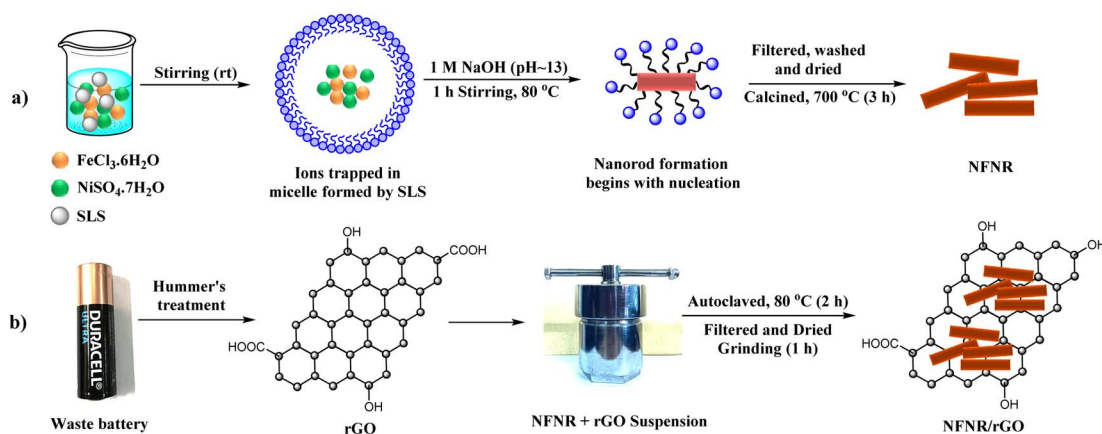 a)
Stirring (rt)
FeCl3.6H2O
NiSO4.7H2O
SLS
Ions trapped in
micelle formed by SLS
1 M NaOH (pH~13)
1 h Stirring, 80 °C
Nanorod formation
begins with nucleation
Filtered, washed
and dried
Calcined, 700 °C (3 h)
NFNR
b)
DURACELL®
ULTRA
Waste battery
Hummer's
treatment
OH
COOH
HOOC
OH
rGO
NFNR + rGO Suspension
Autoclaved, 80 °C (2 h)
Filtered and Dried
Grinding (1 h)
OH
OH
HOOC
OH
NFNR/rGO